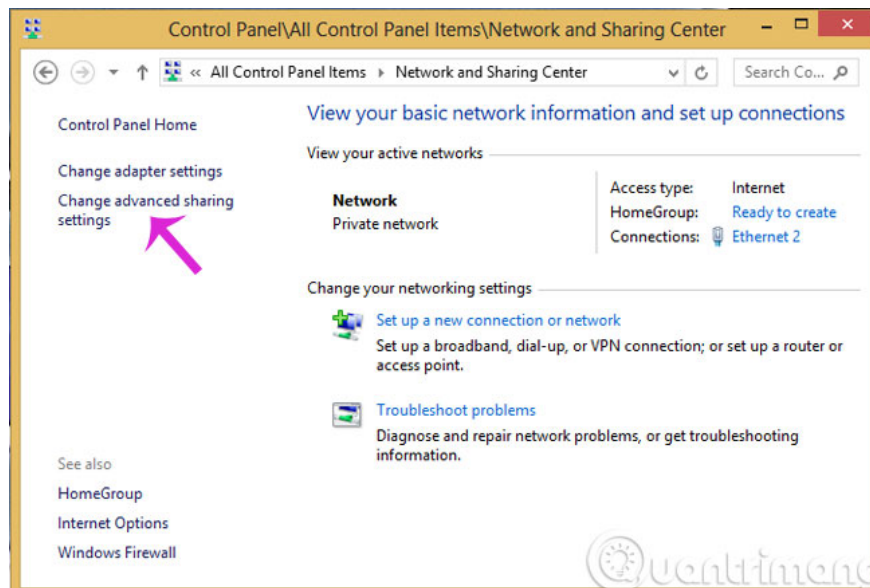 Control Panel\All Control Panel Items\Network and Sharing Center
« All Control Panel Items ▸ Network and Sharing Center
Search Co...
Control Panel Home
Change adapter settings
Change advanced sharing
settings
View your basic network information and set up connections
View your active networks
Network
Private network
Access type: Internet
HomeGroup: Ready to create
Connections: Ethernet 2
Change your networking settings
Set up a new connection or network
Set up a broadband, dial-up, or VPN connection; or set up a router or
access point.
Troubleshoot problems
Diagnose and repair network problems, or get troubleshooting
information.
See also
HomeGroup
Internet Options
Windows Firewall
Quantrimang